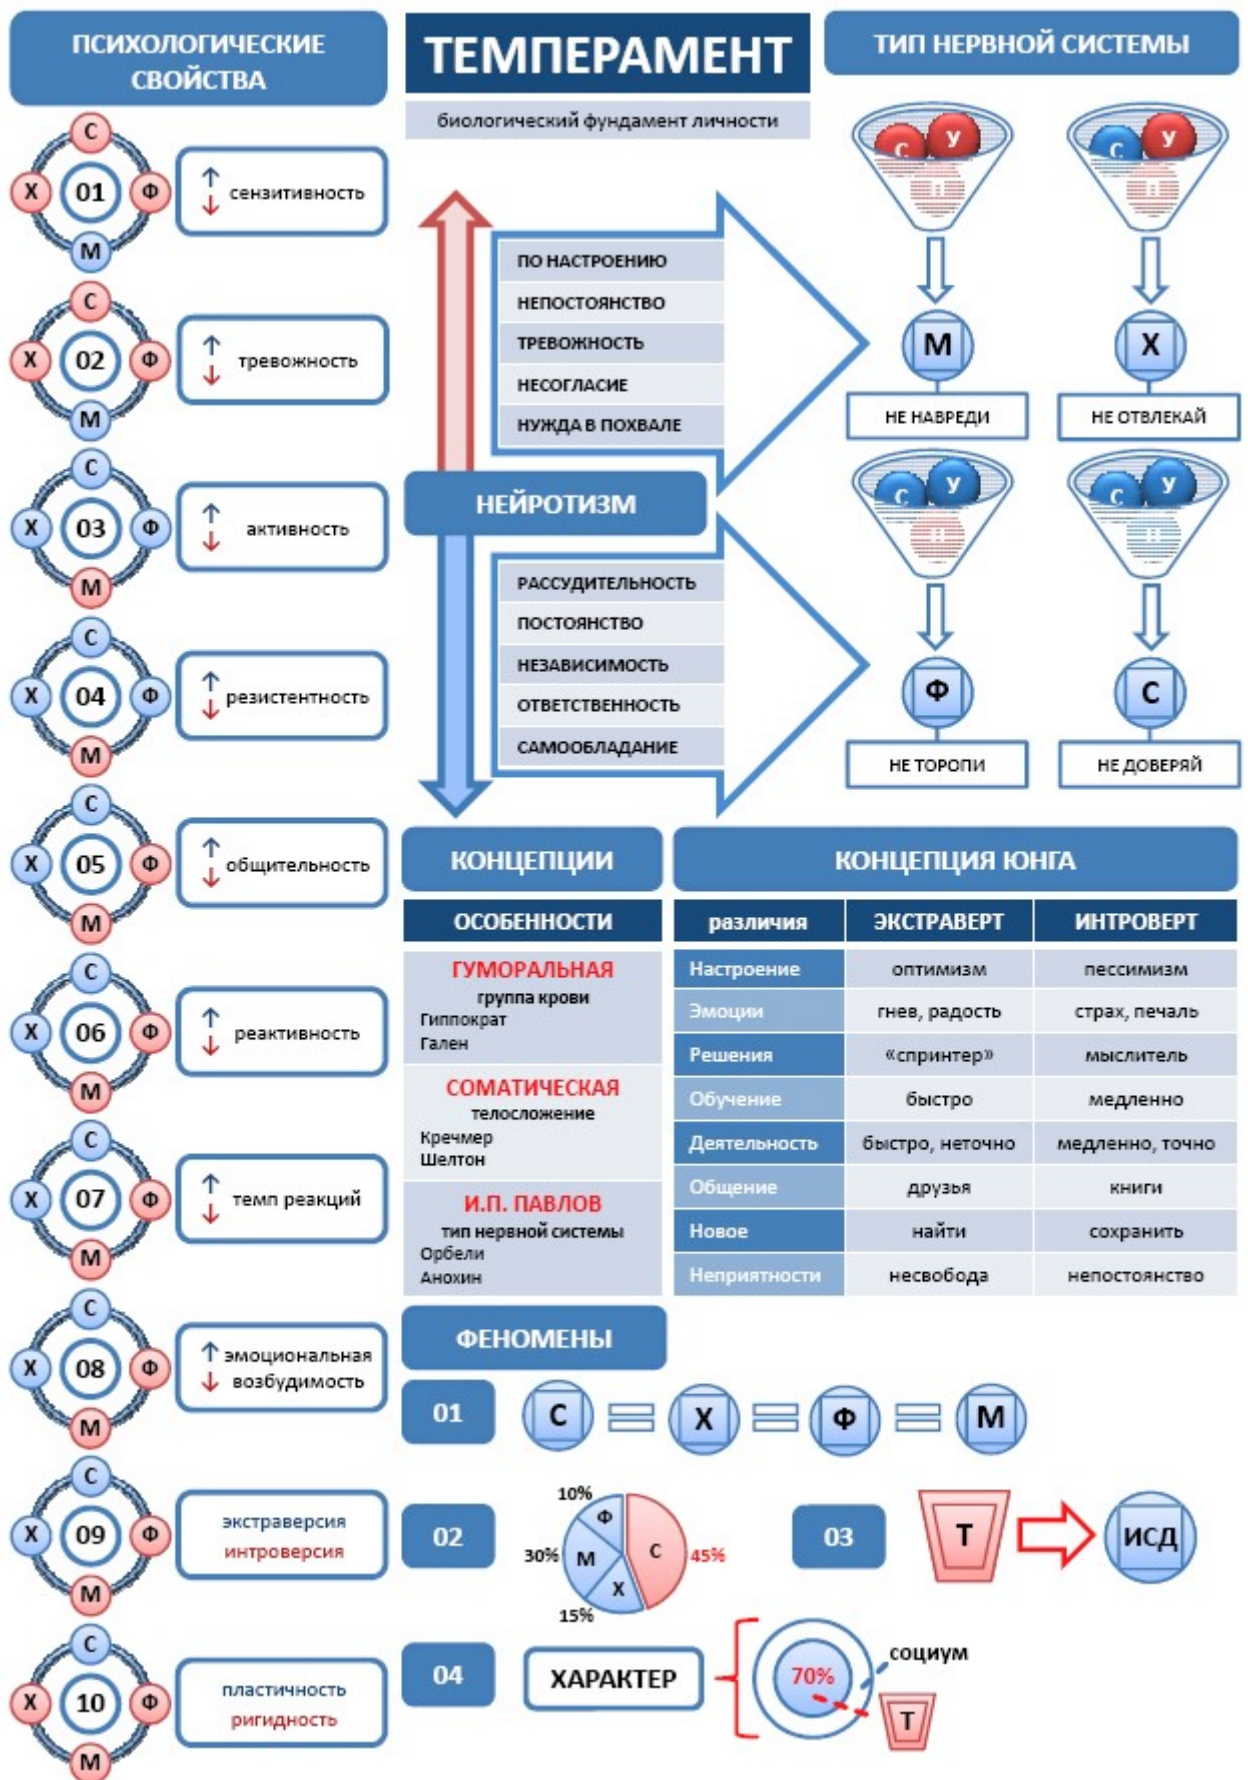 ПСИХОЛОГИЧЕСКИЕ
СВОЙСТВА
С
Х
01
Ф
М
сензитивность
С
Х
02
Ф
М
тревожность
С
Х
03
Ф
М
активность
С
Х
04
Ф
М
резистентность
С
Х
05
Ф
М
общительность
С
Х
06
Ф
М
реактивность
С
Х
07
Ф
М
темп реакций
С
Х
08
Ф
М
эмоциональная
возбудимость
С
Х
09
Ф
М
экстраверсия
интроверсия
С
Х
10
Ф
М
пластичность
ригидность
ТЕМПЕРАМЕНТ
биологический фундамент личности
ПО НАСТРОЕНИЮ
НЕПОСТОЯНСТВО
ТРЕВОЖНОСТЬ
НЕСОГЛАСИЕ
НУЖДА В ПОХВАЛЕ
НЕЙРОТИЗМ
РАССУДИТЕЛЬНОСТЬ
ПОСТОЯНСТВО
НЕЗАВИСИМОСТЬ
ОТВЕТСТВЕННОСТЬ
САМООБЛАДАНИЕ
ТИП НЕРВНОЙ СИСТЕМЫ
С У
С У
М
Х
НЕ НАВРЕДИ
НЕ ОТВЛЕКАЙ
С У
С У
Ф
С
НЕ ТОРОПИ
НЕ ДОВЕРЯЙ
КОНЦЕПЦИИ
ОСОБЕННОСТИ
ГУМОРАЛЬНАЯ
группа крови
Гиппократ
Гален
СОМАТИЧЕСКАЯ
телосложение
Кречмер
Шелтон
И.П. ПАВЛОВ
тип нервной системы
Орбели
Анохин
КОНЦЕПЦИЯ ЮНГА
различия ЭКСТРАВЕРТ ИНТРОВЕРТ
Настроение оптимизм пессимизм
Эмоции гнев, радость страх, печаль
Решения «спринтер» мыслитель
Обучение быстро медленно
Деятельность быстро, неточно медленно, точно
Общение друзья книги
Новое найти сохранить
Неприятности несвобода непостоянство
ФЕНОМЕНЫ
01
С = Х = Ф = М
02
10%
Ф
30%
М
С
45%
Х
15%
03
Т
ИСД
04
ХАРАКТЕР
70%
социум
Т